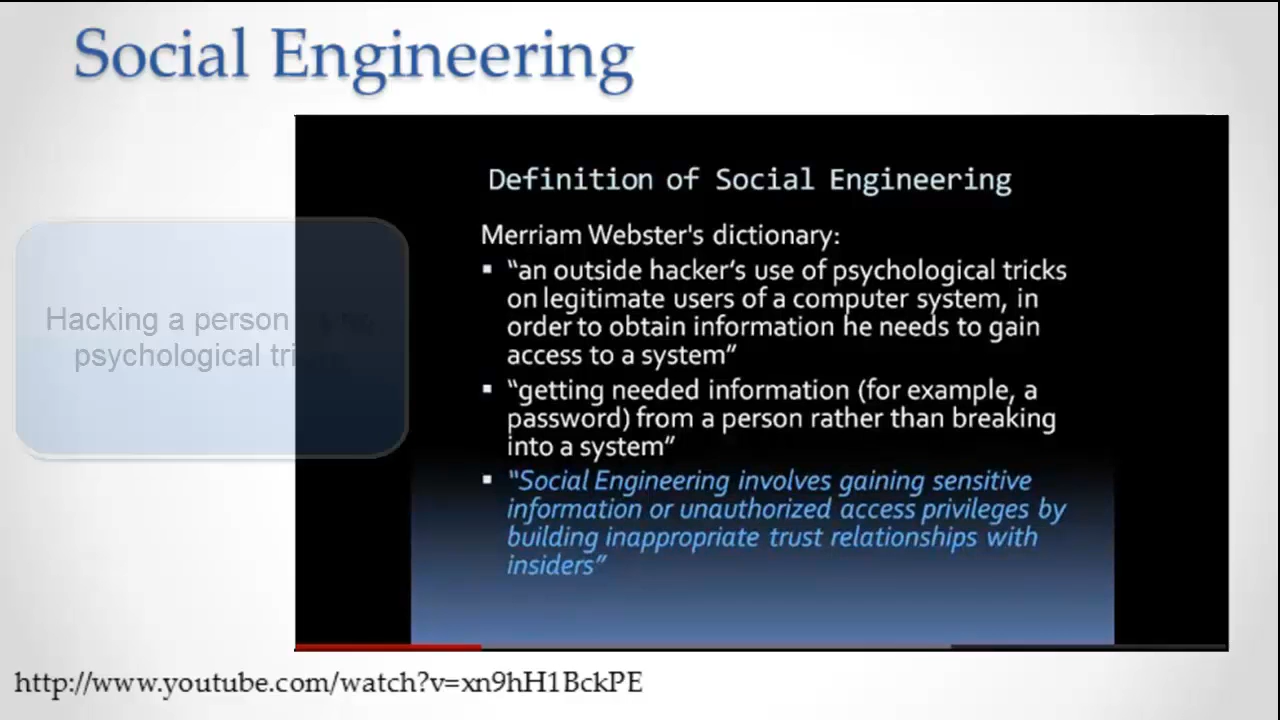 Social Engineering
Definition of Social Engineering
Merriam Webster's dictionary:
▪ “an outside hacker’s use of psychological tricks
on legitimate users of a computer system, in
order to obtain information he needs to gain
access to a system”
▪ “getting needed information (for example, a
password) from a person rather than breaking
into a system”
▪ “Social Engineering involves gaining sensitive
information or unauthorized access privileges by
building inappropriate trust relationships with
insiders”
Hacking a person
psychological
http://www.youtube.com/watch?v=xn9hH1BckPE